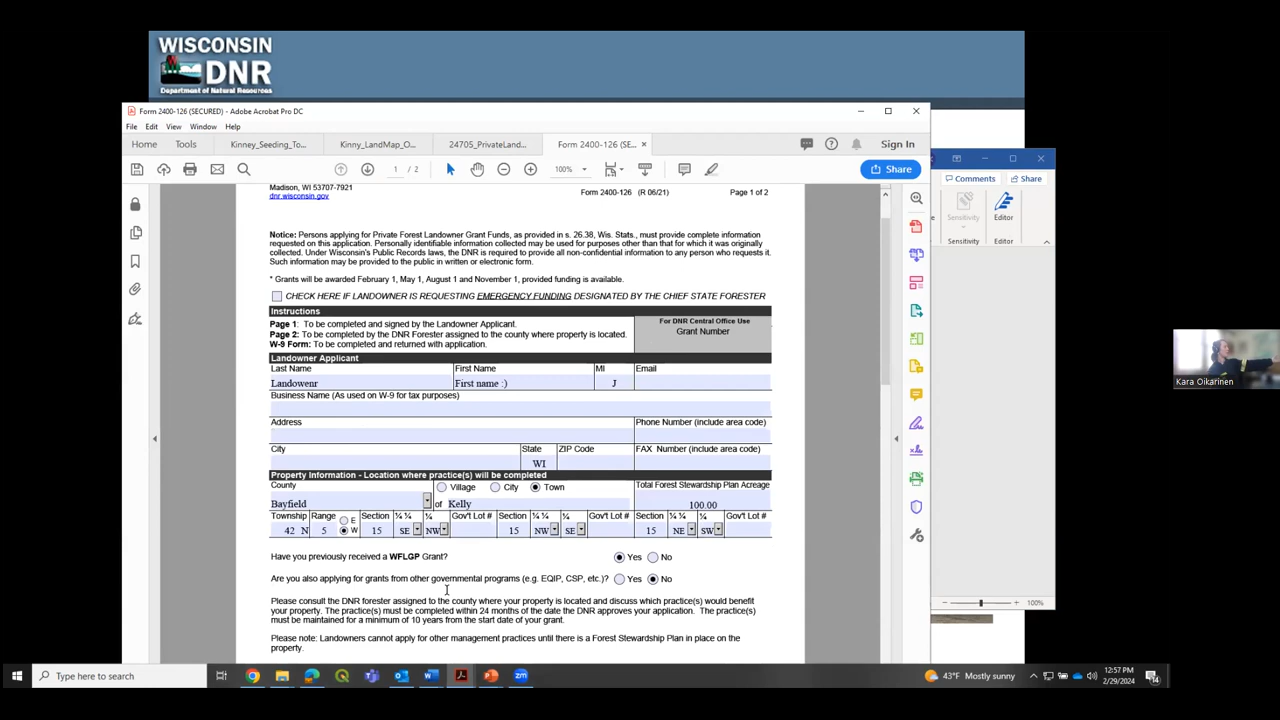 WISCONSIN
DNR
Department of Natural Resources
Form 2400-126 (SECURED) - Adobe Acrobat Pro DC
File Edit View Window Help
Home Tools Kinney_Seeding_To... Kinny_LandMap_O... 24705_PrivateLand... Form 2400-126 (SE... × Sign In
1 / 2 100% Share
Comments Share
Sensitivity Editor
Sensitivity Editor
Madison, WI 53707-7921
dnr.wisconsin.gov
Form 2400-126 (R 06/21) Page 1 of 2
Notice: Persons applying for Private Forest Landowner Grant Funds, as provided in s. 26.38, Wis. Stats., must provide complete information
requested on this application. Personally identifiable information collected may be used for purposes other than that for which it was originally
collected. Under Wisconsin's Public Records laws, the DNR is required to provide all non-confidential information to any person who requests it.
Such information may be provided to the public in written or electronic form.
* Grants will be awarded February 1, May 1, August 1 and November 1, provided funding is available.
CHECK HERE IF LANDOWNER IS REQUESTING EMERGENCY FUNDING DESIGNATED BY THE CHIEF STATE FORESTER
Instructions
Page 1: To be completed and signed by the Landowner Applicant.
Page 2: To be completed by the DNR Forester assigned to the county where property is located.
W-9 Form: To be completed and returned with application.
For DNR Central Office Use
Grant Number
Landowner Applicant
Last Name First Name MI Email
Landowenr First name :) J
Business Name (As used on W-9 for tax purposes)
Address Phone Number (include area code)
City State ZIP Code FAX Number (include area code)
WI
Property Information - Location where practice(s) will be completed
County Village City Town Total Forest Stewardship Plan Acreage
Bayfield of Kelly 100.00
Township Range E Section ¼ ¼ ¼ Gov't Lot # Section ¼ ¼ ¼ Gov't Lot # Section ¼ ¼ ¼ Gov't Lot #
42 N 5 W 15 SE NW 15 NW SE 15 NE SW
Have you previously received a WFLGP Grant? Yes No
Are you also applying for grants from other governmental programs (e.g. EQIP, CSP, etc.)? Yes No
Please consult the DNR forester assigned to the county where your property is located and discuss which practice(s) would benefit
your property. The practice(s) must be completed within 24 months of the date the DNR approves your application. The practice(s)
must be maintained for a minimum of 10 years from the start date of your grant.
Please note: Landowners cannot apply for other management practices until there is a Forest Stewardship Plan in place on the
property.
100%
Kara Oikarinen
Type here to search
43°F Mostly sunny
12:57 PM
2/29/2024